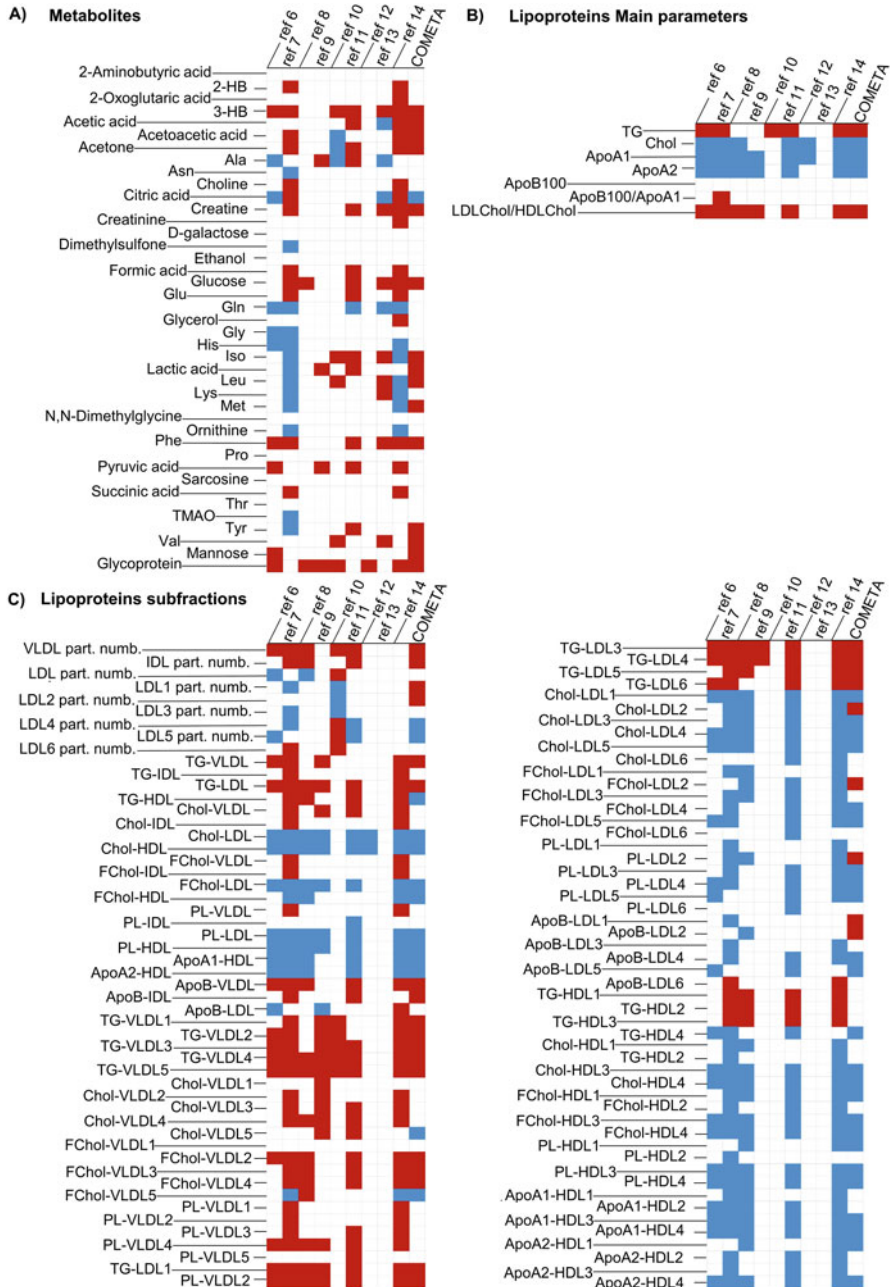 A) Metabolites
ref 6
ref 7
ref 8
ref 9
ref 10
ref 11
ref 12
ref 13
ref 14
COMETA
2-Aminobutyric acid
2-HB
2-Oxoglutaric acid
3-HB
Acetic acid
Acetoacetic acid
Acetone
Ala
Asn
Choline
Citric acid
Creatine
Creatinine
D-galactose
Dimethylsulfone
Ethanol
Formic acid
Glucose
Glu
Gln
Glycerol
Gly
His
Iso
Lactic acid
Leu
Lys
Met
N,N-Dimethylglycine
Ornithine
Phe
Pro
Pyruvic acid
Sarcosine
Succinic acid
Thr
TMAO
Tyr
Val
Mannose
Glycoprotein
B) Lipoproteins Main parameters
ref 6
ref 7
ref 8
ref 9
ref 10
ref 11
ref 12
ref 13
ref 14
COMETA
TG
Chol
ApoA1
ApoA2
ApoB100
ApoB100/ApoA1
LDLChol/HDLChol
C) Lipoproteins subfractions
ref 6
ref 7
ref 8
ref 9
ref 10
ref 11
ref 12
ref 13
ref 14
COMETA
VLDL part. numb.
IDL part. numb.
LDL part. numb.
LDL1 part. numb.
LDL2 part. numb.
LDL3 part. numb.
LDL4 part. numb.
LDL5 part. numb.
LDL6 part. numb.
TG-VLDL
TG-IDL
TG-LDL
TG-HDL
Chol-VLDL
Chol-IDL
Chol-LDL
Chol-HDL
FChol-VLDL
FChol-IDL
FChol-LDL
FChol-HDL
PL-VLDL
PL-IDL
PL-LDL
PL-HDL
ApoA1-HDL
ApoA2-HDL
ApoB-VLDL
ApoB-IDL
ApoB-LDL
TG-VLDL1
TG-VLDL2
TG-VLDL3
TG-VLDL4
TG-VLDL5
Chol-VLDL1
Chol-VLDL2
Chol-VLDL3
Chol-VLDL4
Chol-VLDL5
FChol-VLDL1
FChol-VLDL2
FChol-VLDL3
FChol-VLDL4
FChol-VLDL5
PL-VLDL1
PL-VLDL2
PL-VLDL3
PL-VLDL4
PL-VLDL5
TG-LDL1
PL-VLDL2
ref 6
ref 7
ref 8
ref 9
ref 10
ref 11
ref 12
ref 13
ref 14
COMETA
TG-LDL3
TG-LDL4
TG-LDL5
TG-LDL6
Chol-LDL1
Chol-LDL2
Chol-LDL3
Chol-LDL4
Chol-LDL5
Chol-LDL6
FChol-LDL1
FChol-LDL2
FChol-LDL3
FChol-LDL4
FChol-LDL5
FChol-LDL6
PL-LDL1
PL-LDL2
PL-LDL3
PL-LDL4
PL-LDL5
PL-LDL6
ApoB-LDL1
ApoB-LDL2
ApoB-LDL3
ApoB-LDL4
ApoB-LDL5
ApoB-LDL6
TG-HDL1
TG-HDL2
TG-HDL3
TG-HDL4
Chol-HDL1
TG-HDL2
Chol-HDL3
Chol-HDL4
FChol-HDL1
FChol-HDL2
FChol-HDL3
FChol-HDL4
PL-HDL1
PL-HDL2
PL-HDL3
PL-HDL4
ApoA1-HDL1
ApoA1-HDL2
ApoA1-HDL3
ApoA1-HDL4
ApoA2-HDL1
ApoA2-HDL2
ApoA2-HDL3
ApoA2-HDL4